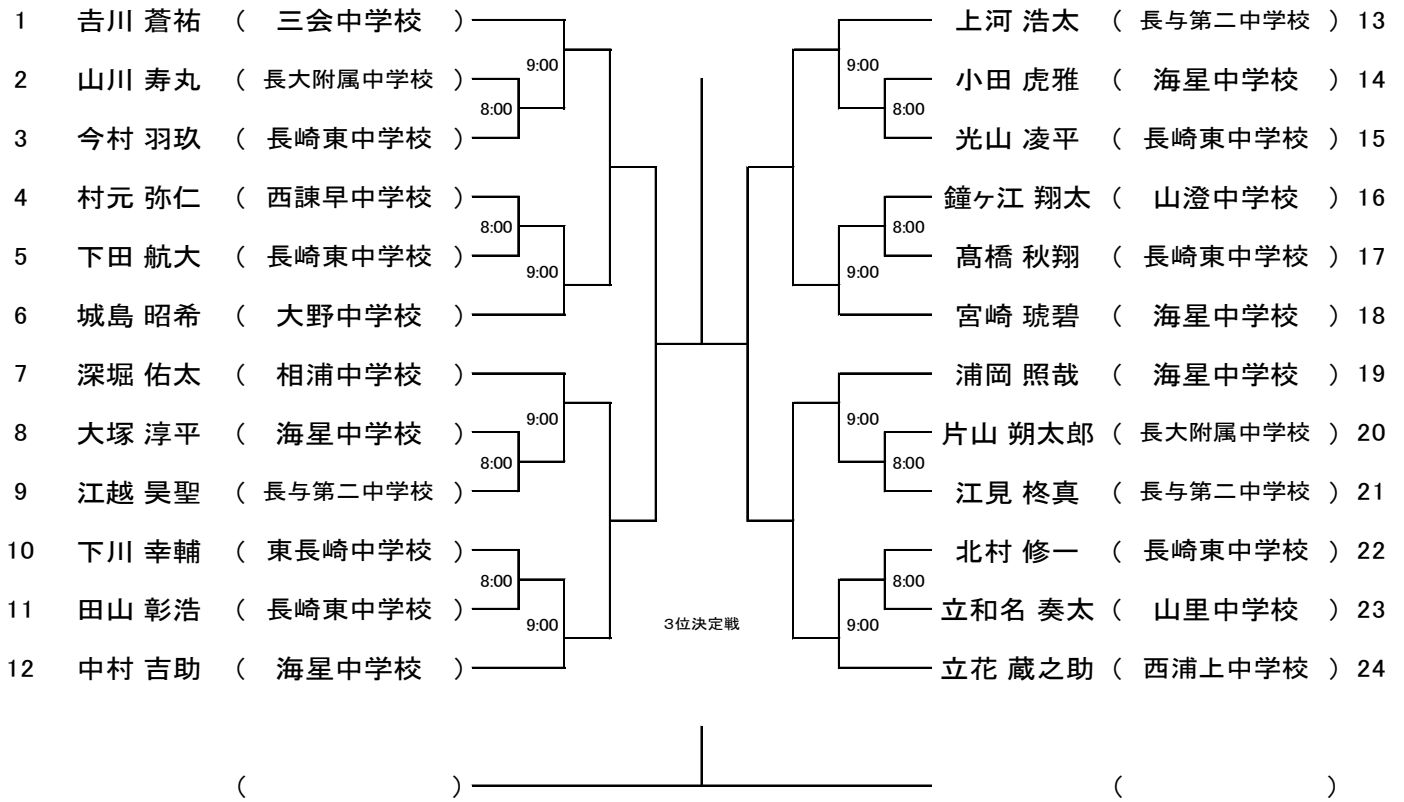 1 𠮷川 蒼祐 ( 三会中学校 ) 上河 浩太 ( 長与第二中学校 ) 13
9:00 9:00
2 山川 寿丸 ( 長大附属中学校 ) 小田 虎雅 ( 海星中学校 ) 14
8:00 8:00
3 今村 羽玖 ( 長崎東中学校 ) 光山 凌平 ( 長崎東中学校 ) 15
4 村元 弥仁 ( 西諫早中学校 ) 鐘ヶ江 翔太 ( 山澄中学校 ) 16
8:00 8:00
5 下田 航大 ( 長崎東中学校 ) 髙橋 秋翔 ( 長崎東中学校 ) 17
9:00 9:00
6 城島 昭希 ( 大野中学校 ) 宮崎 琥碧 ( 海星中学校 ) 18
7 深堀 佑太 ( 相浦中学校 ) 浦岡 照哉 ( 海星中学校 ) 19
9:00 9:00
8 大塚 淳平 ( 海星中学校 ) 片山 朔太郎 ( 長大附属中学校 ) 20
8:00 8:00
9 江越 昊聖 ( 長与第二中学校 ) 江見 柊真 ( 長与第二中学校 ) 21
10 下川 幸輔 ( 東長崎中学校 ) 北村 修一 ( 長崎東中学校 ) 22
8:00 8:00
11 田山 彰浩 ( 長崎東中学校 ) 立和名 奏太 ( 山里中学校 ) 23
9:00 3位決定戦 9:00
12 中村 吉助 ( 海星中学校 ) 立花 蔵之助 ( 西浦上中学校 ) 24
( ) ( )